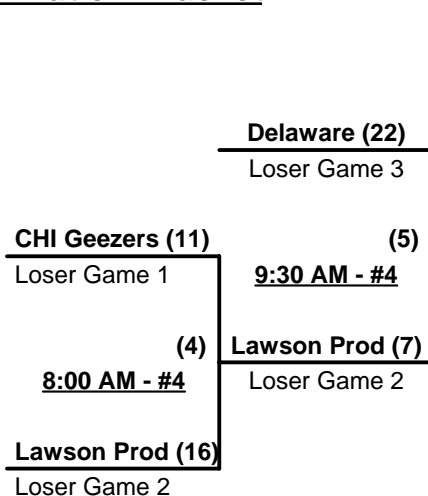 Delaware (22)
Loser Game 3
CHI Geezers (11)
(5)
Loser Game 1
9:30 AM - #4
(4)
Lawson Prod (7)
8:00 AM - #4
Loser Game 2
Lawson Prod (16)
Loser Game 2